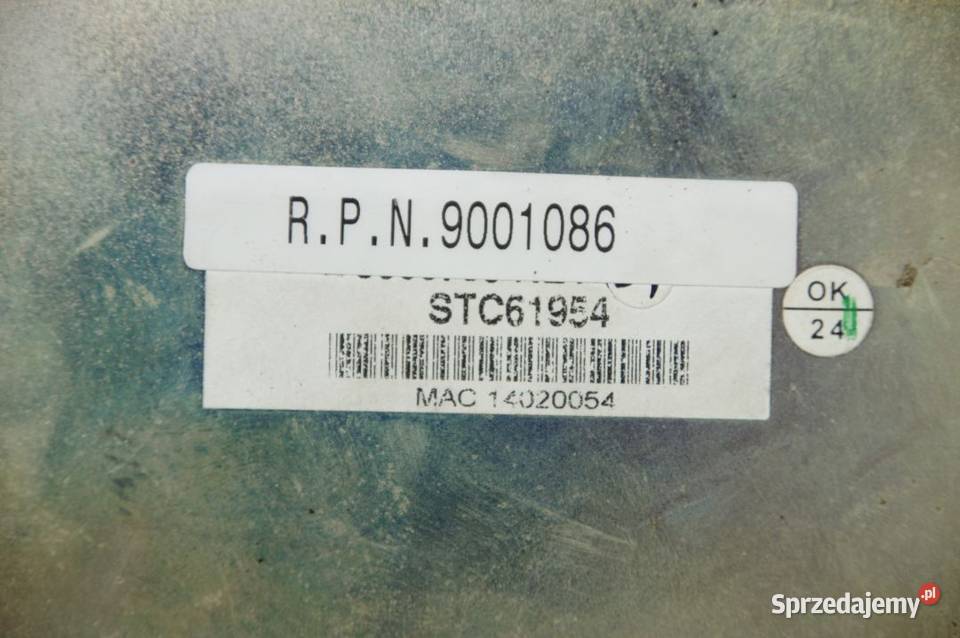 R.P.N.9001086
STC61954
MAC 14020054
OK
24
Sprzedajemy.pl